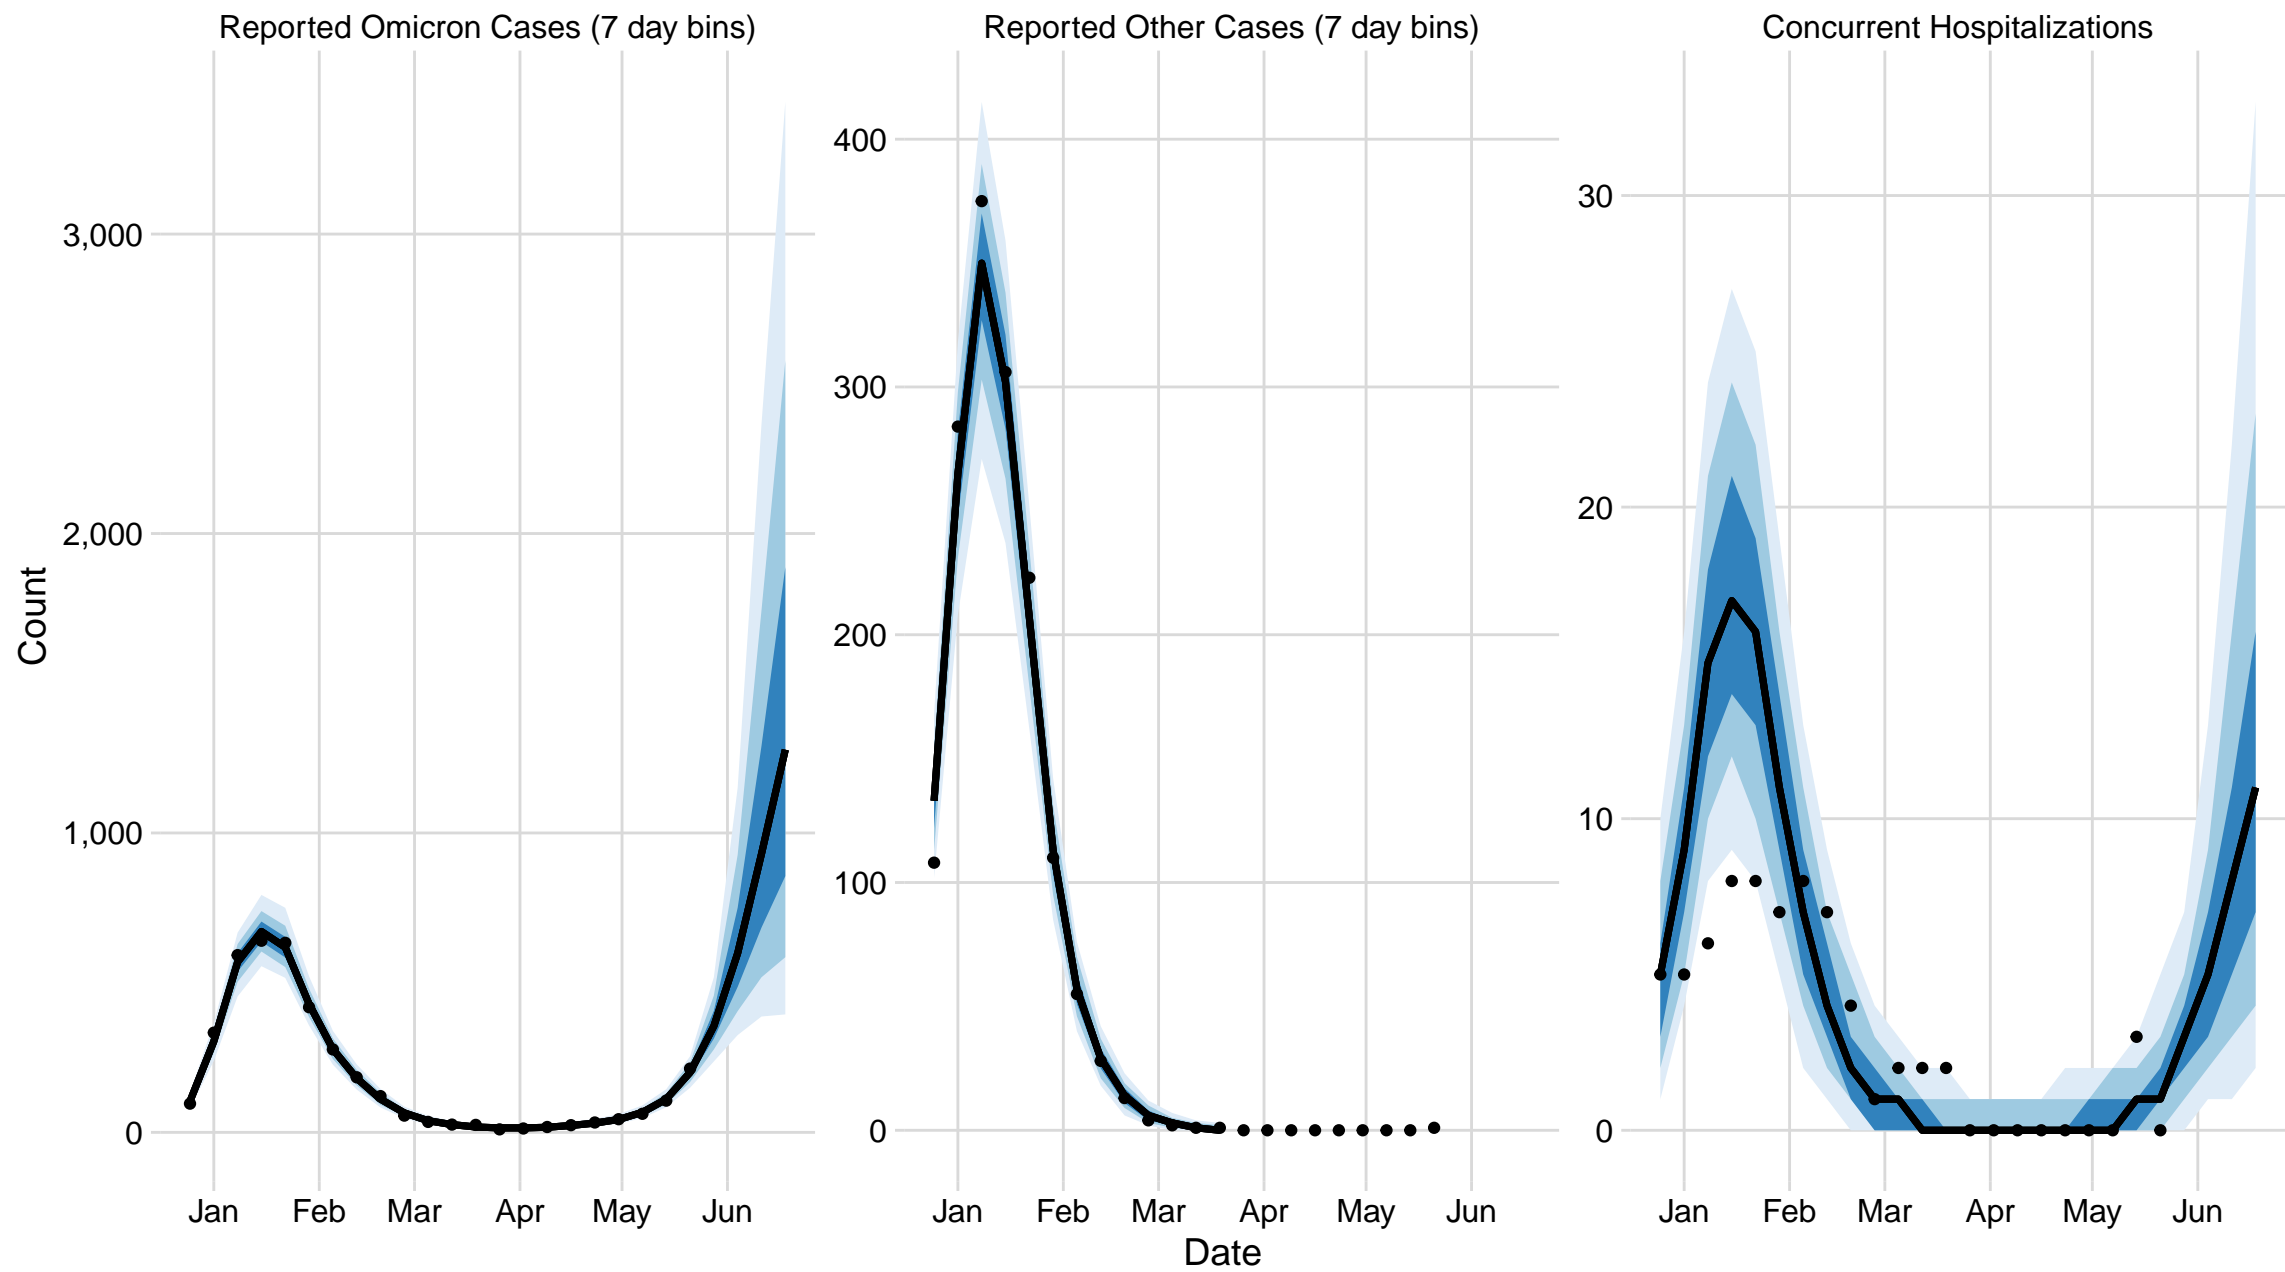 Reported Omicron Cases (7 day bins)
Reported Other Cases (7 day bins)
Concurrent Hospitalizations
Count
3,000
2,000
1,000
0
Jan Feb Mar Apr May Jun
400
300
200
100
0
Jan Feb Mar Apr May Jun
30
20
10
0
Jan Feb Mar Apr May Jun
Date